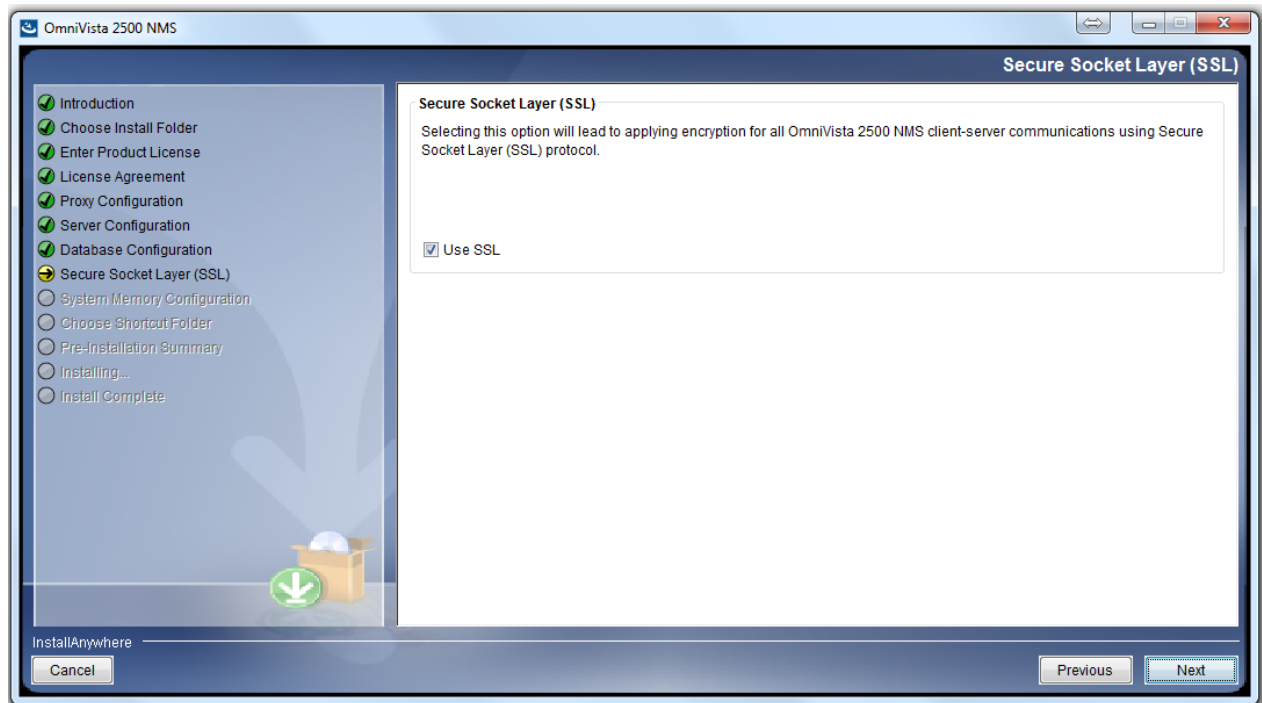 OmniVista 2500 NMS
Secure Socket Layer (SSL)
Introduction
Choose Install Folder
Enter Product License
License Agreement
Proxy Configuration
Server Configuration
Database Configuration
Secure Socket Layer (SSL)
System Memory Configuration
Choose Shortcut Folder
Pre-Installation Summary
Installing...
Install Complete
Secure Socket Layer (SSL)
Selecting this option will lead to applying encryption for all OmniVista 2500 NMS client-server communications using Secure
Socket Layer (SSL) protocol.
Use SSL
InstallAnywhere
Cancel
Previous
Next